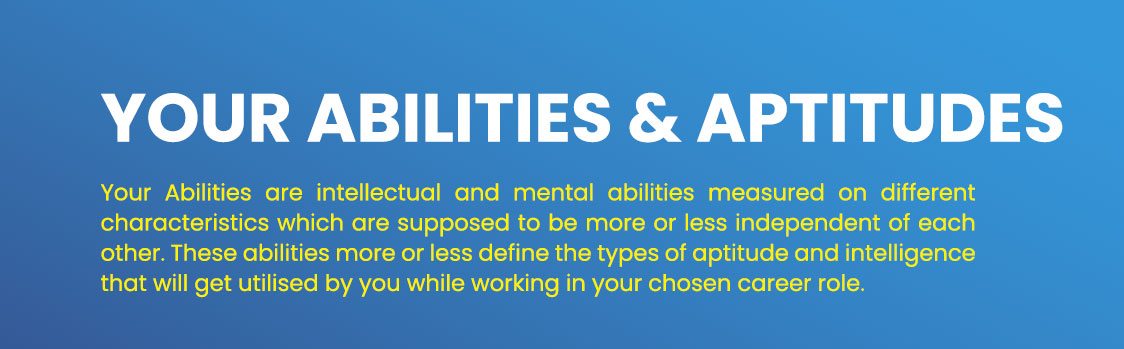 YOUR ABILITIES & APTITUDES
Your Abilities are intellectual and mental abilities measured on different
characteristics which are supposed to be more or less independent of each
other. These abilities more or less define the types of aptitude and intelligence
that will get utilised by you while working in your chosen career role.